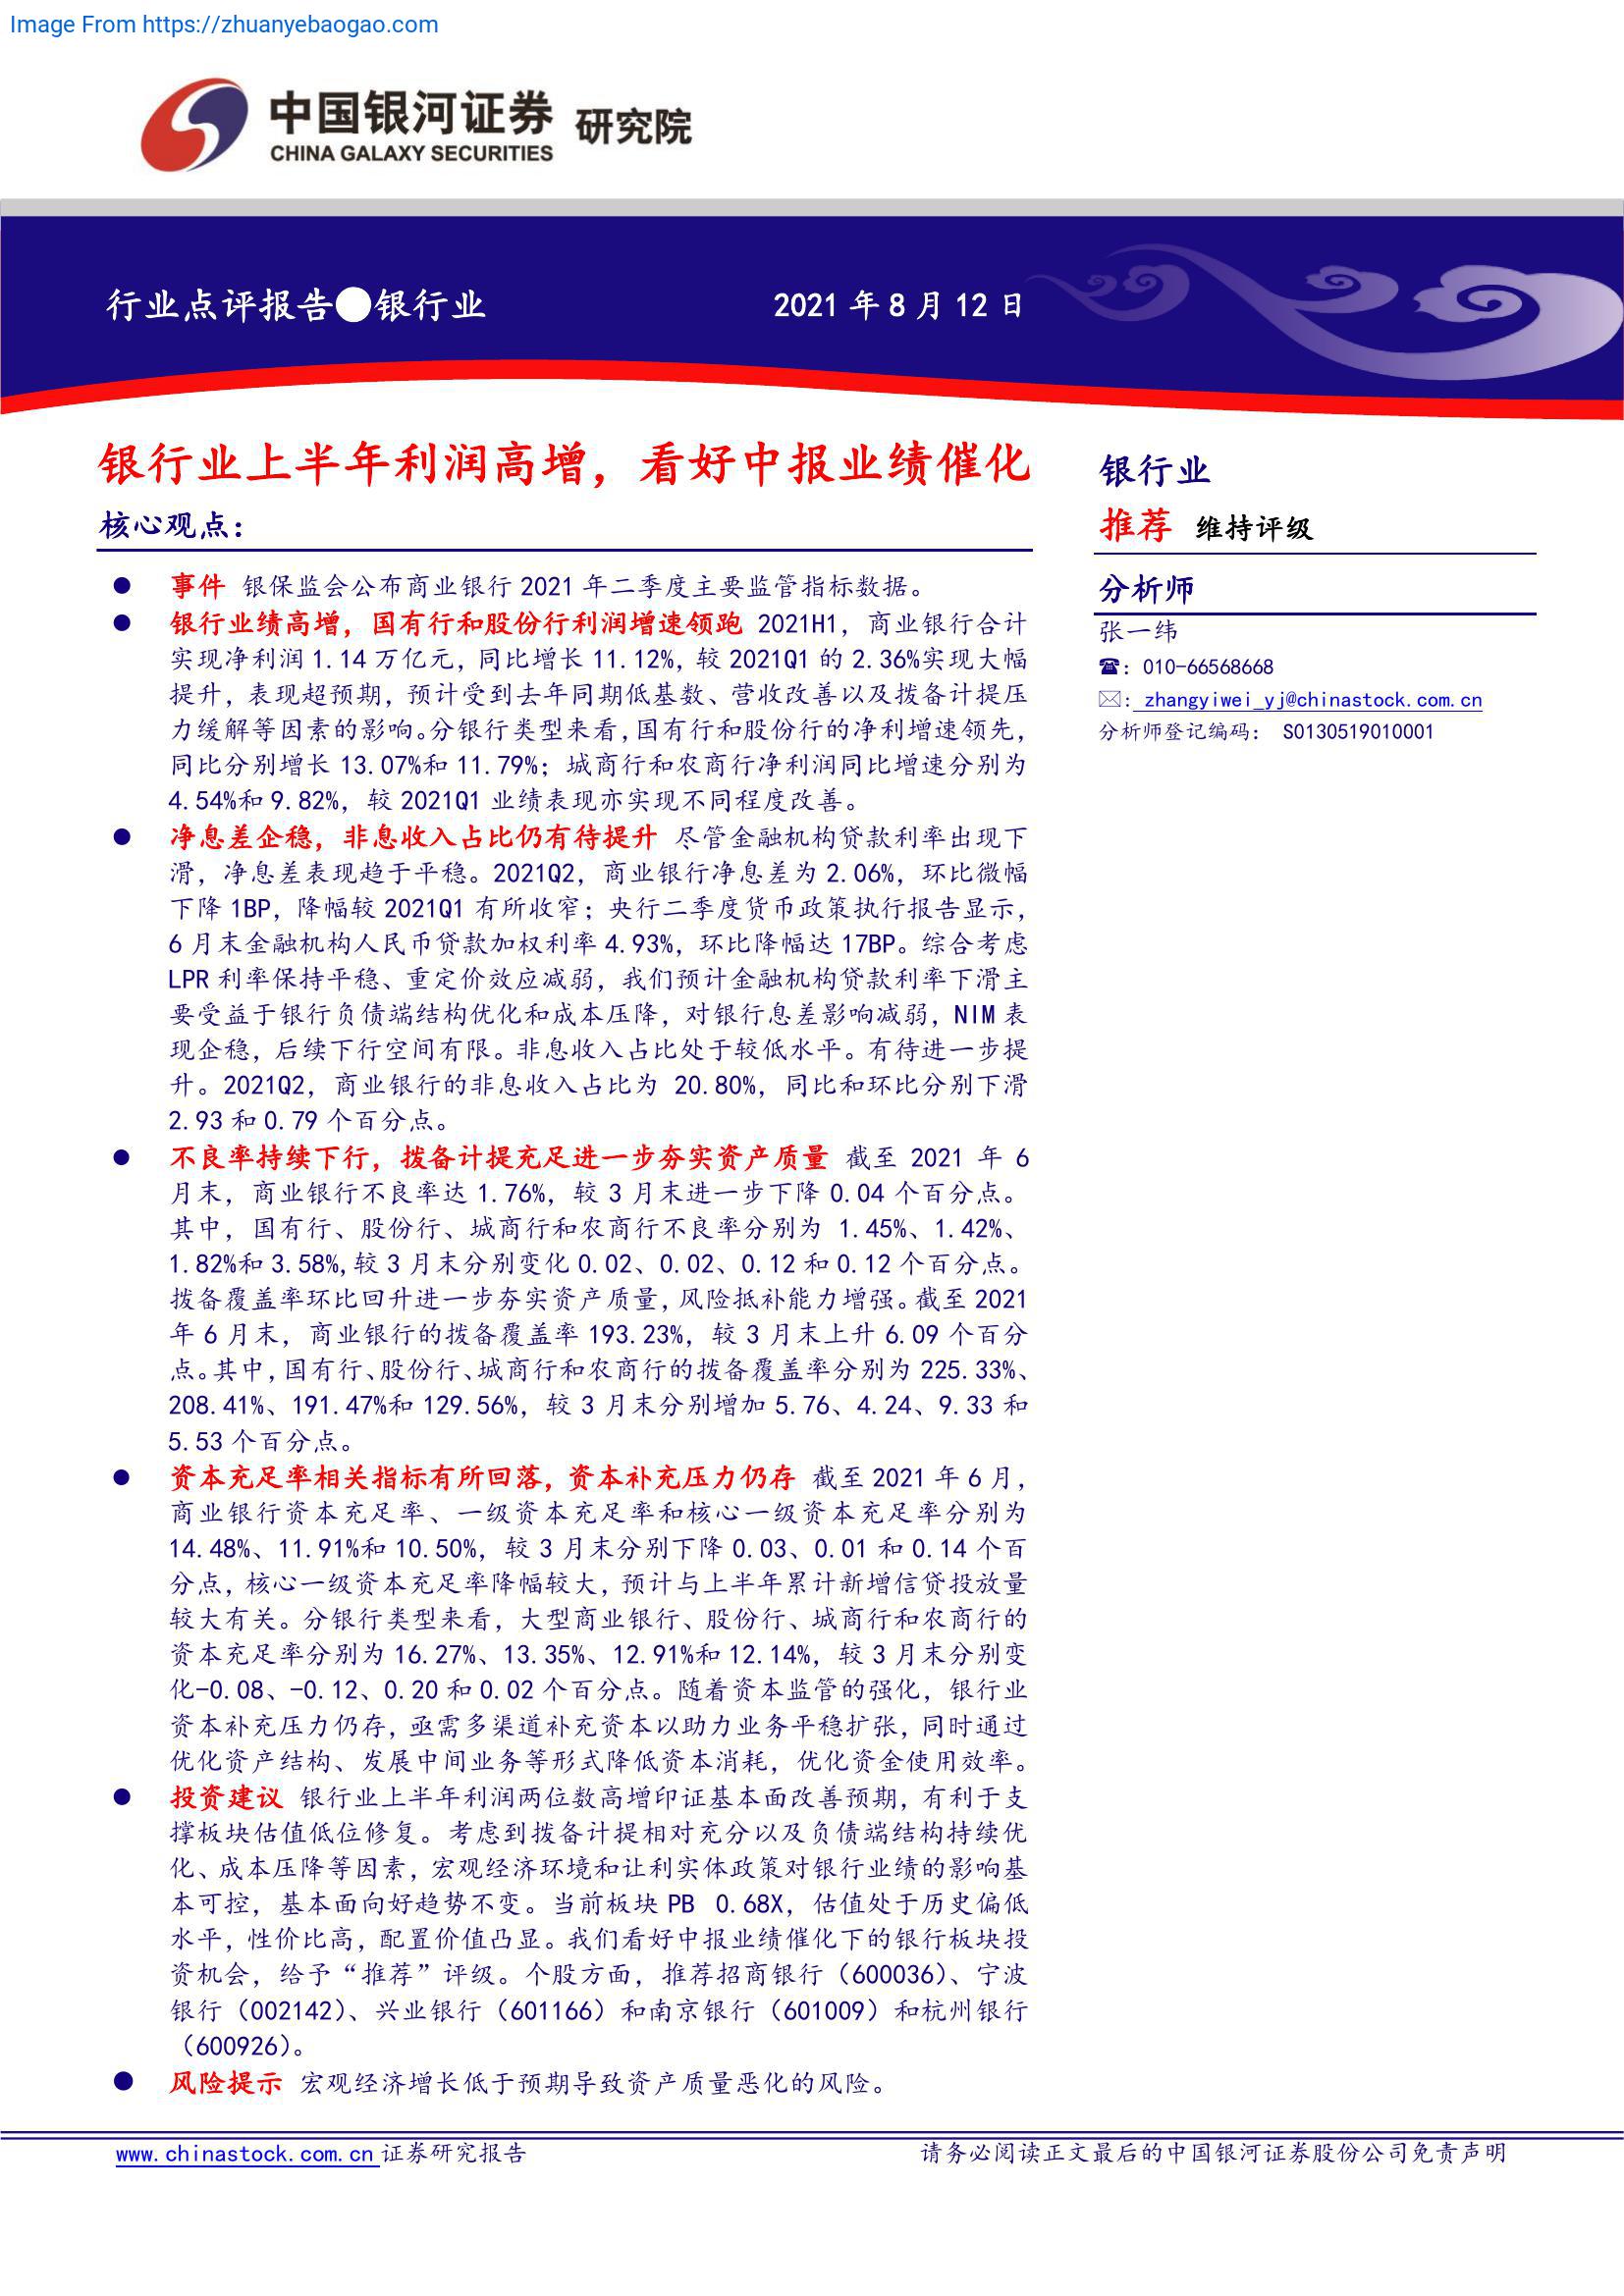 Image From https://zhuanyebaogao.com
中国银河证券 研究院
CHINA GALAXY SECURITIES
行业点评报告●银行业
2021 年 8 月 12 日
银行业上半年利润高增，看好中报业绩催化
核心观点：
● 事件 银保监会公布商业银行 2021 年二季度主要监管指标数据。
● 银行业绩高增，国有行和股份行利润增速领跑 2021H1，商业银行合计
实现净利润 1.14 万亿元，同比增长 11.12%，较 2021Q1 的 2.36%实现大幅
提升，表现超预期，预计受到去年同期低基数、营收改善以及拨备计提压
力缓解等因素的影响。分银行类型来看，国有行和股份行的净利增速领先，
同比分别增长 13.07%和 11.79%；城商行和农商行净利润同比增速分别为
4.54%和 9.82%，较 2021Q1 业绩表现亦实现不同程度改善。
● 净息差企稳，非息收入占比仍有待提升 尽管金融机构贷款利率出现下
滑，净息差表现趋于平稳。2021Q2，商业银行净息差为 2.06%，环比微幅
下降 1BP，降幅较 2021Q1 有所收窄；央行二季度货币政策执行报告显示，
6 月末金融机构人民币贷款加权利率 4.93%，环比降幅达 17BP。综合考虑
LPR 利率保持平稳、重定价效应减弱，我们预计金融机构贷款利率下滑主
要受益于银行负债端结构优化和成本压降，对银行息差影响减弱，NIM 表
现企稳，后续下行空间有限。非息收入占比处于较低水平。有待进一步提
升。2021Q2，商业银行的非息收入占比为 20.80%，同比和环比分别下滑
2.93 和 0.79 个百分点。
● 不良率持续下行，拨备计提充足进一步夯实资产质量 截至 2021 年 6
月末，商业银行不良率达 1.76%，较 3 月末进一步下降 0.04 个百分点。
其中，国有行、股份行、城商行和农商行不良率分别为 1.45%、1.42%、
1.82%和 3.58%,较 3 月末分别变化 0.02、0.02、0.12 和 0.12 个百分点。
拨备覆盖率环比回升进一步夯实资产质量，风险抵补能力增强。截至 2021
年 6 月末，商业银行的拨备覆盖率 193.23%，较 3 月末上升 6.09 个百分
点。其中，国有行、股份行、城商行和农商行的拨备覆盖率分别为 225.33%、
208.41%、191.47%和 129.56%，较 3 月末分别增加 5.76、4.24、9.33 和
5.53 个百分点。
● 资本充足率相关指标有所回落，资本补充压力仍存 截至 2021 年 6 月，
商业银行资本充足率、一级资本充足率和核心一级资本充足率分别为
14.48%、11.91%和 10.50%，较 3 月末分别下降 0.03、0.01 和 0.14 个百
分点，核心一级资本充足率降幅较大，预计与上半年累计新增信贷投放量
较大有关。分银行类型来看，大型商业银行、股份行、城商行和农商行的
资本充足率分别为 16.27%、13.35%、12.91%和 12.14%，较 3 月末分别变
化-0.08、-0.12、0.20 和 0.02 个百分点。随着资本监管的强化，银行业
资本补充压力仍存，亟需多渠道补充资本以助力业务平稳扩张，同时通过
优化资产结构、发展中间业务等形式降低资本消耗，优化资金使用效率。
● 投资建议 银行业上半年利润两位数高增印证基本面改善预期，有利于支
撑板块估值低位修复。考虑到拨备计提相对充分以及负债端结构持续优
化、成本压降等因素，宏观经济环境和让利实体政策对银行业绩的影响基
本可控，基本面向好趋势不变。当前板块 PB 0.68X，估值处于历史偏低
水平，性价比高，配置价值凸显。我们看好中报业绩催化下的银行板块投
资机会，给予“推荐”评级。个股方面，推荐招商银行（600036）、宁波
银行（002142）、兴业银行（601166）和南京银行（601009）和杭州银行
（600926）。
● 风险提示 宏观经济增长低于预期导致资产质量恶化的风险。
银行业
推荐 维持评级
分析师
张一纬
☎：010-66568668
✉：zhangyiwei_yj@chinastock.com.cn
分析师登记编码： S0130519010001
www.chinastock.com.cn 证券研究报告
请务必阅读正文最后的中国银河证券股份公司免责声明